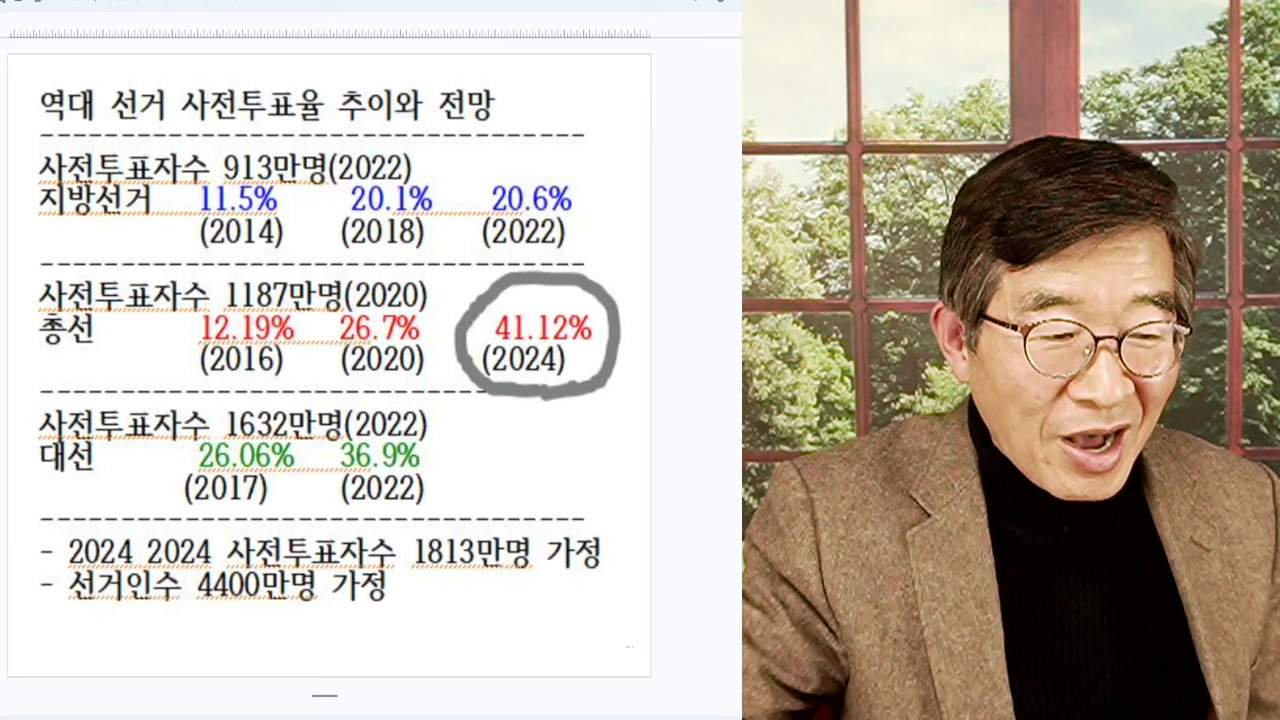 역대 선거 사전투표율 추이와 전망
--------------------------------
사전투표자수 913만명(2022)
지방선거 11.5% 20.1% 20.6%
(2014) (2018) (2022)
--------------------------------
사전투표자수 1187만명(2020)
총선 12.19% 26.7% 41.12%
(2016) (2020) (2024)
--------------------------------
사전투표자수 1632만명(2022)
대선 26.06% 36.9%
(2017) (2022)
--------------------------------
- 2024 2024 사전투표자수 1813만명 가정
- 선거인수 4400만명 가정